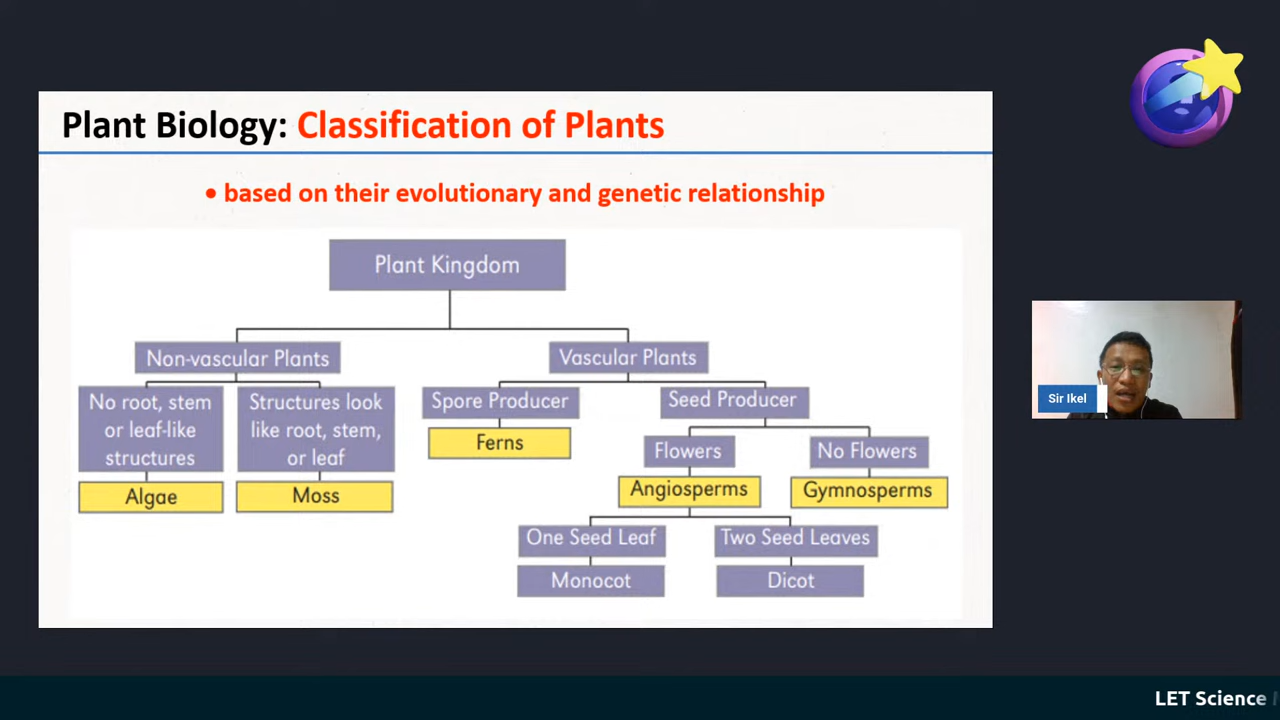 Plant Biology: Classification of Plants
• based on their evolutionary and genetic relationship
Plant Kingdom
Non-vascular Plants
Vascular Plants
No root, stem
or leaf-like
structures
Structures look
like root, stem,
or leaf
Spore Producer
Seed Producer
Algae
Moss
Ferns
Flowers
No Flowers
Angiosperms
Gymnosperms
One Seed Leaf
Two Seed Leaves
Monocot
Dicot
Sir Ikel
LET Science